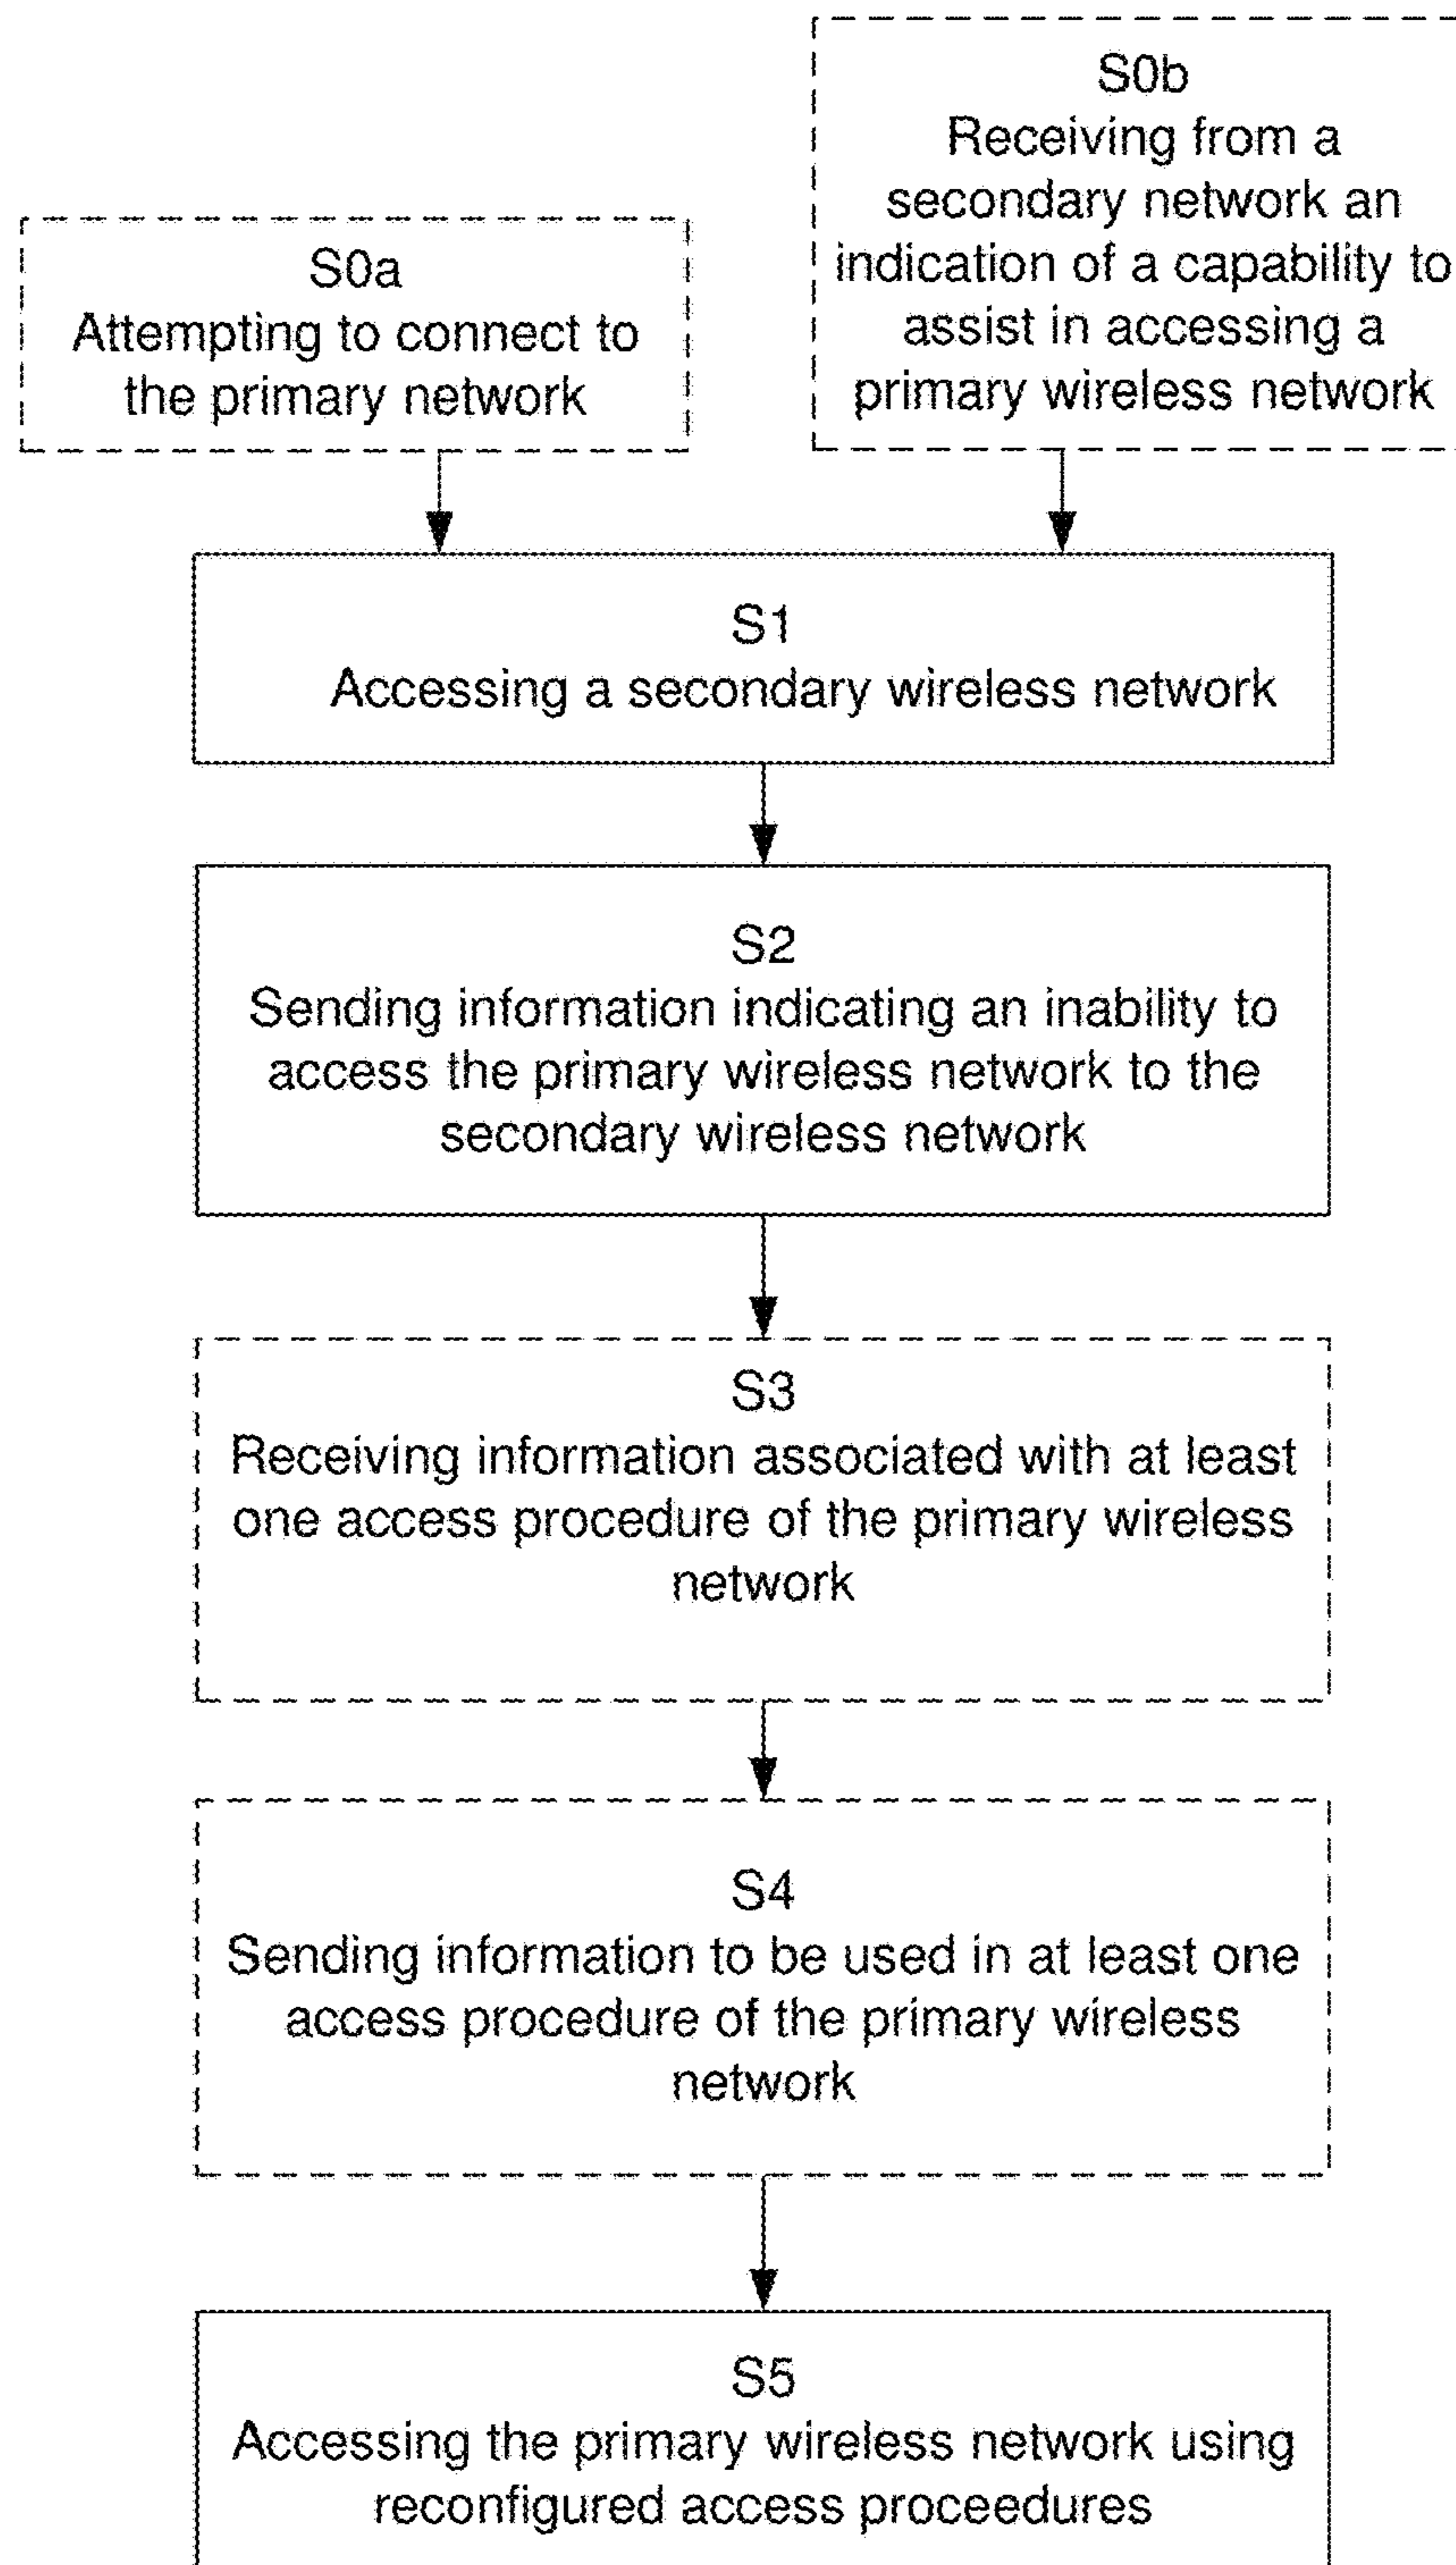 S0b
Receiving from a
secondary network an
indication of a capability to
assist in accessing a
primary wireless network
S0a
Attempting to connect to
the primary network
S1
Accessing a secondary wireless network
S2
Sending information indicating an inability to
access the primary wireless network to the
secondary wireless network
S3
Receiving information associated with at least
one access procedure of the primary wireless
network
S4
Sending information to be used in at least one
access procedure of the primary wireless
network
S5
Accessing the primary wireless network using
reconfigured access proceedures